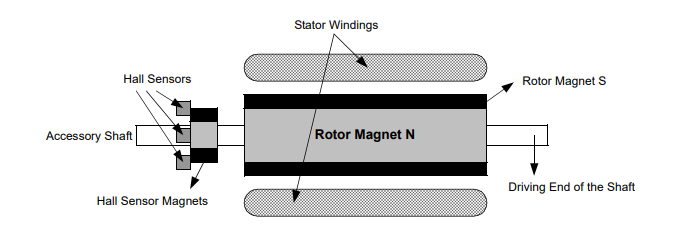 Stator Windings
Hall Sensors
Rotor Magnet S
Accessory Shaft
Rotor Magnet N
Driving End of the Shaft
Hall Sensor Magnets